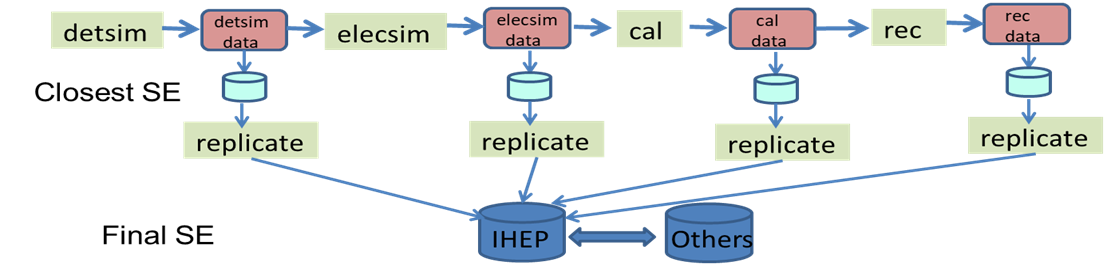 detsim
detsim
data
elecsim
elecsim
data
cal
cal
data
rec
rec
data
Closest SE
replicate
replicate
replicate
replicate
Final SE
IHEP
Others